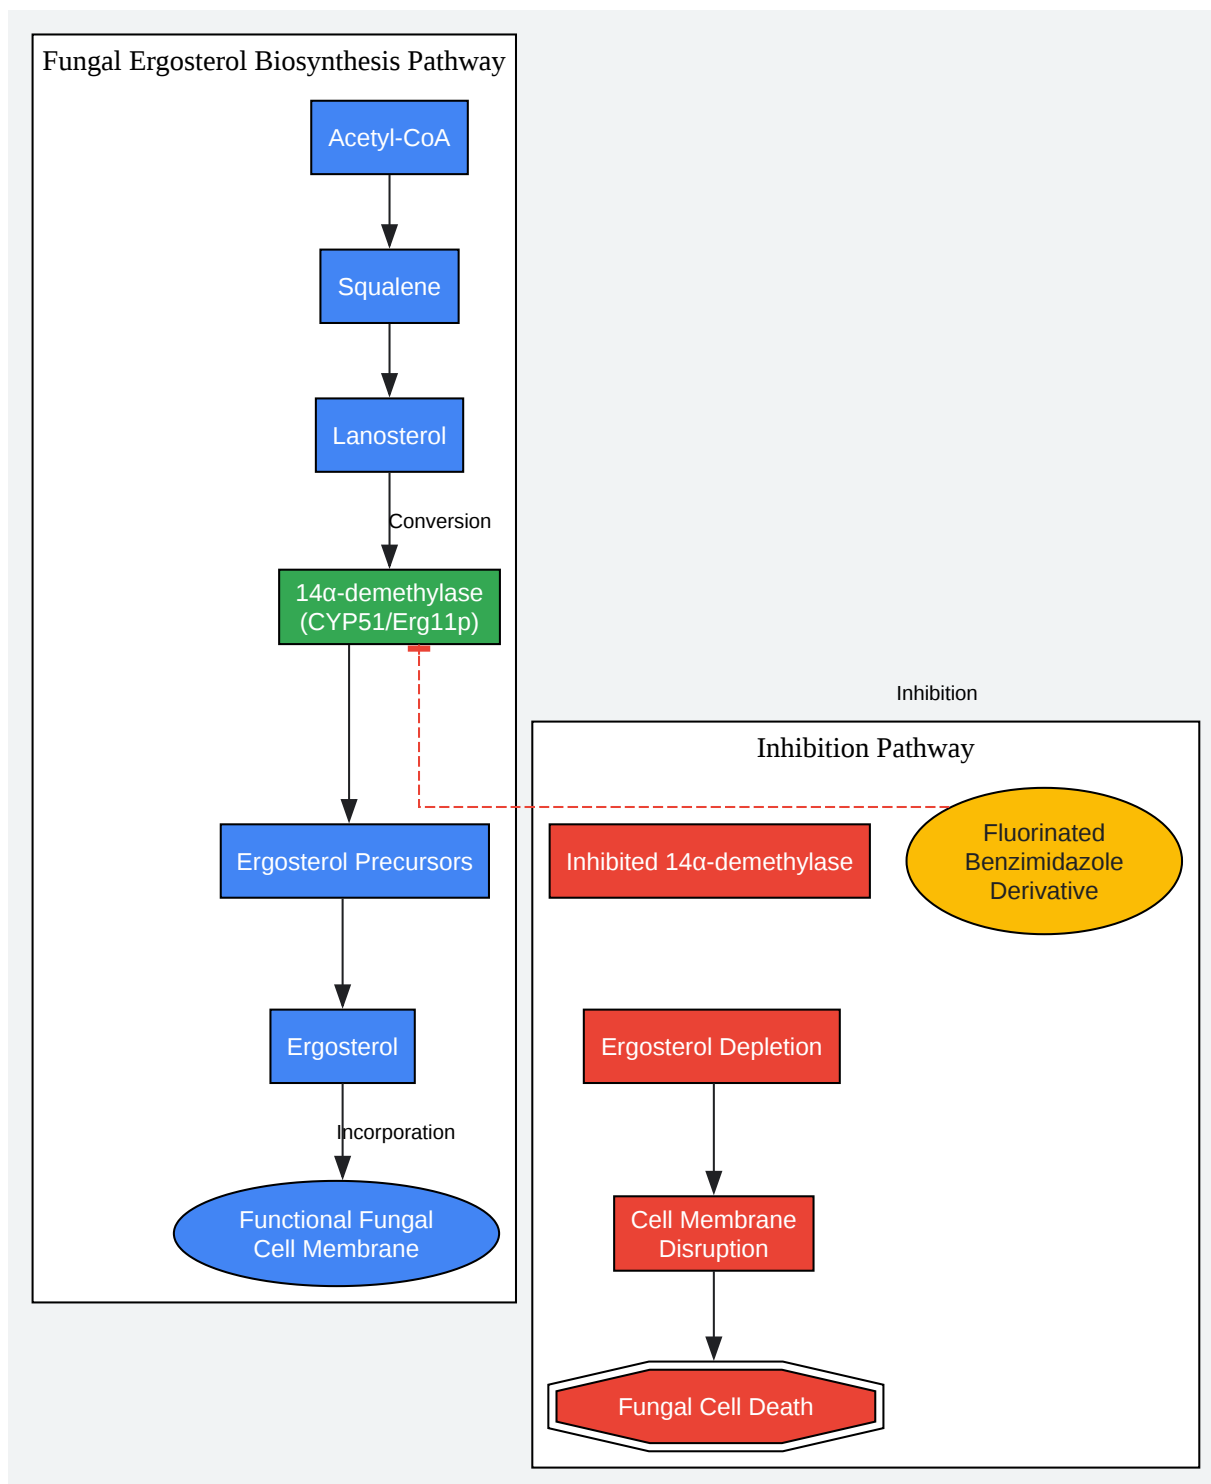 Fungal Ergosterol Biosynthesis Pathway
Acetyl-CoA
Squalene
Lanosterol
Conversion
14α-demethylase
(CYP51/Erg11p)
Ergosterol Precursors
Ergosterol
Incorporation
Functional Fungal
Cell Membrane
Inhibition
Inhibition Pathway
Fluorinated
Benzimidazole
Derivative
Inhibited 14α-demethylase
Ergosterol Depletion
Cell Membrane
Disruption
Fungal Cell Death